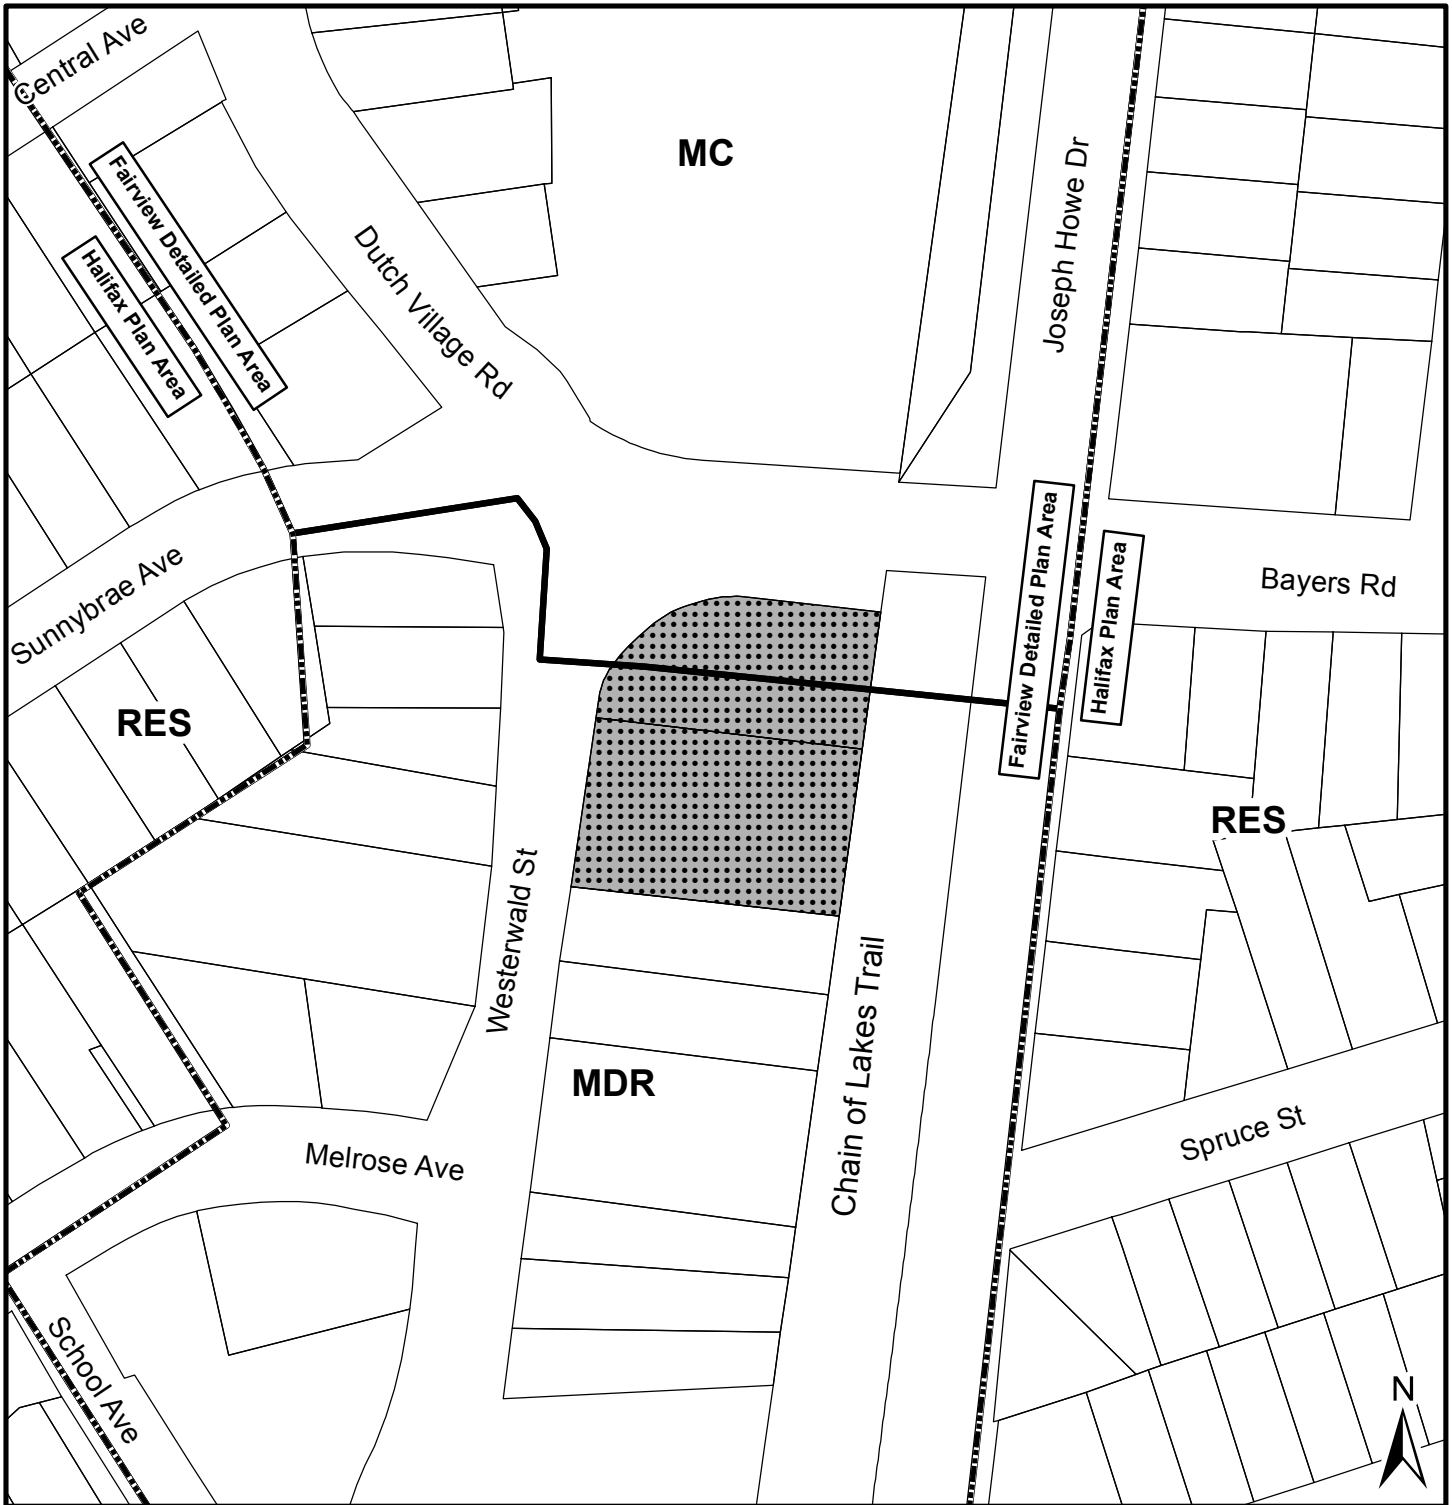 Central Ave
MC
Fairview Detailed Plan Area
Halifax Plan Area
Dutch Village Rd
Joseph Howe Dr
Sunnybrae Ave
Fairview Detailed Plan Area
Halifax Plan Area
Bayers Rd
RES
RES
Westerwald St
Chain of Lakes Trail
MDR
Melrose Ave
Spruce St
School Ave
N